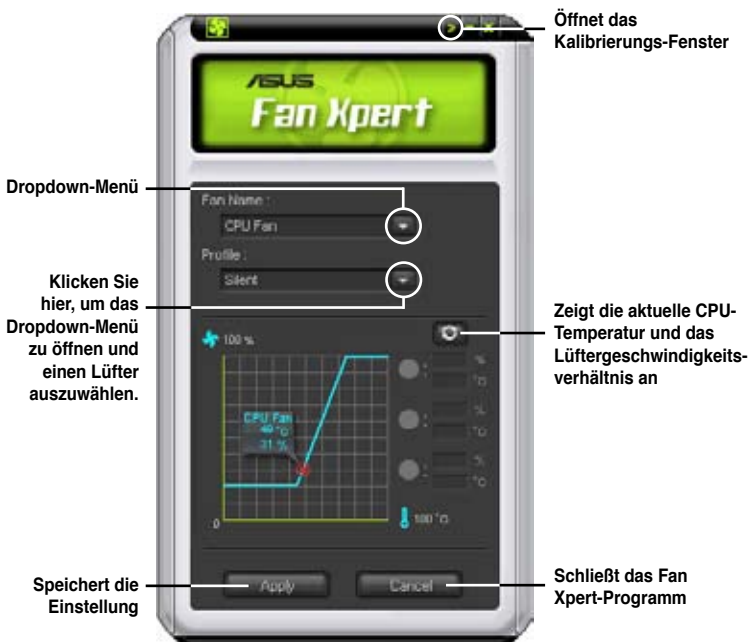 Öffnet das
Kalibrierungs-Fenster
ASUS
Fan Xpert
Dropdown-Menü
Fan Name :
CPU Fan
Profile :
Silent
Klicken Sie
hier, um das
Dropdown-Menü
zu öffnen und
einen Lüfter
auszuwählen.
Zeigt die aktuelle CPU-
Temperatur und das
Lüftergeschwindigkeits-
verhältnis an
100 %
%
°C
CPU Fan
°C
31 %
%
°C
%
°C
0
100 °C
Speichert die
Einstellung
Apply
Cancel
Schließt das Fan
Xpert-Programm